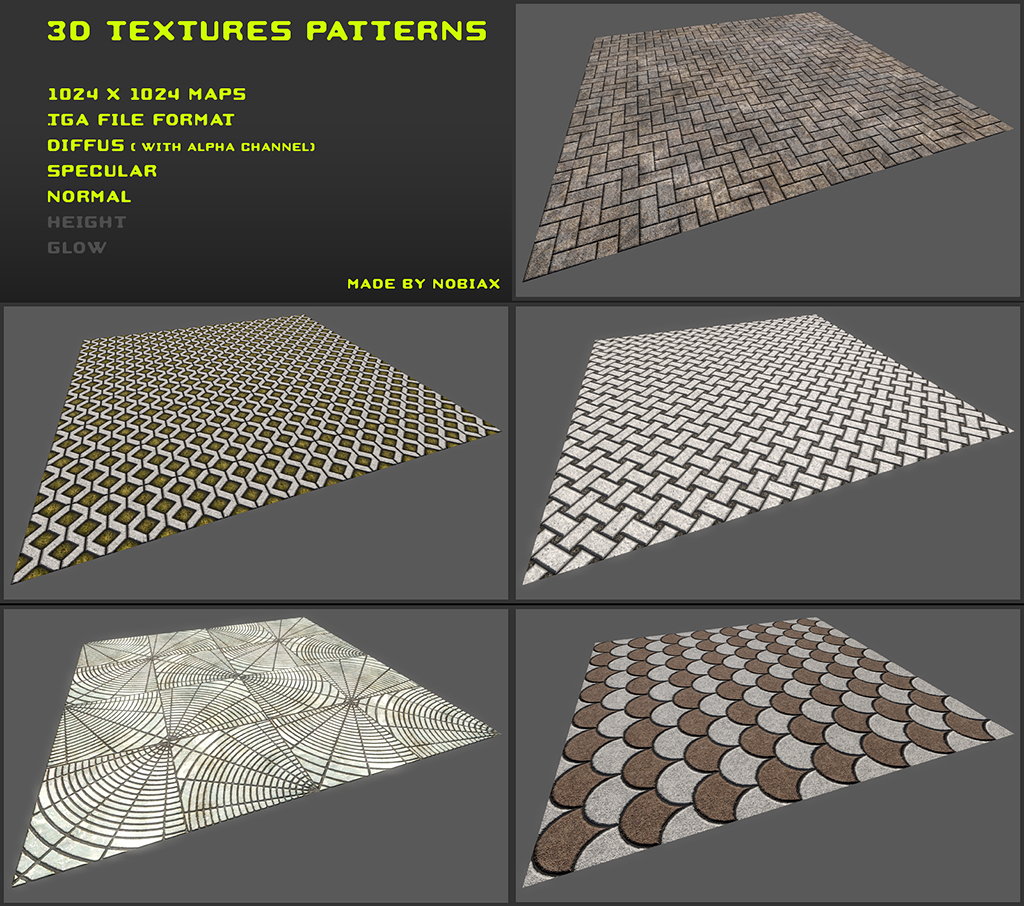 3D TEXTURES PATTERNS
1024 X 1024 MAPS
TGA FILE FORMAT
DIFFUS ( WITH ALPHA CHANNEL)
SPECULAR
NORMAL
HEIGHT
GLOW
MADE BY NOBIAX